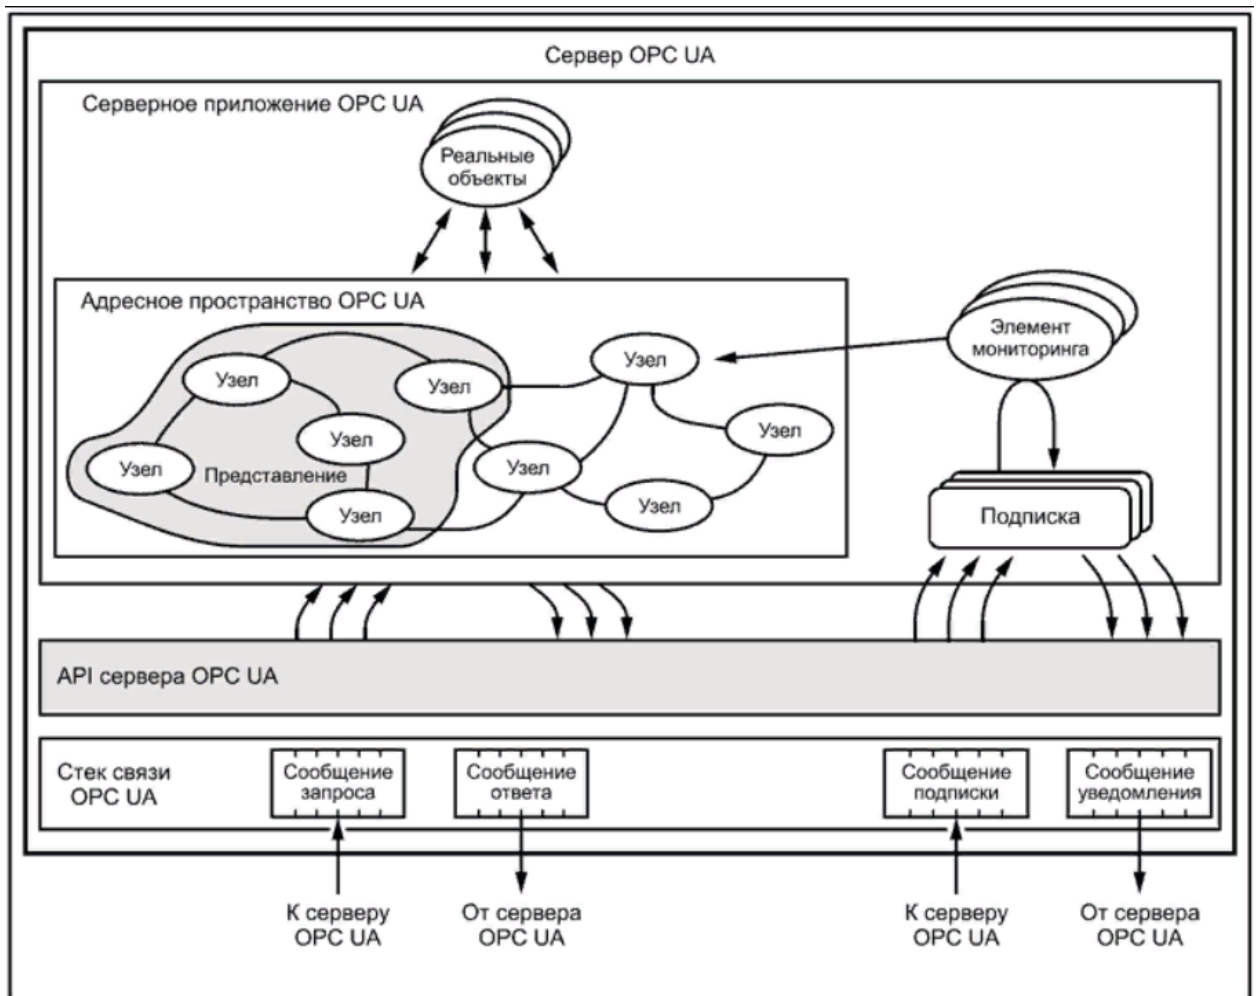 Сервер OPC UA
Серверное приложение OPC UA
Реальные
объекты
Адресное пространство OPC UA
Элемент
мониторинга
Узел
Узел
Узел
Узел
Узел
Узел
Узел
Представление
Узел
Узел
Подписка
API сервера OPC UA
Стек связи
OPC UA
Сообщение
запроса
Сообщение
ответа
Сообщение
подписки
Сообщение
уведомления
К серверу
OPC UA
От сервера
OPC UA
К серверу
OPC UA
От сервера
OPC UA